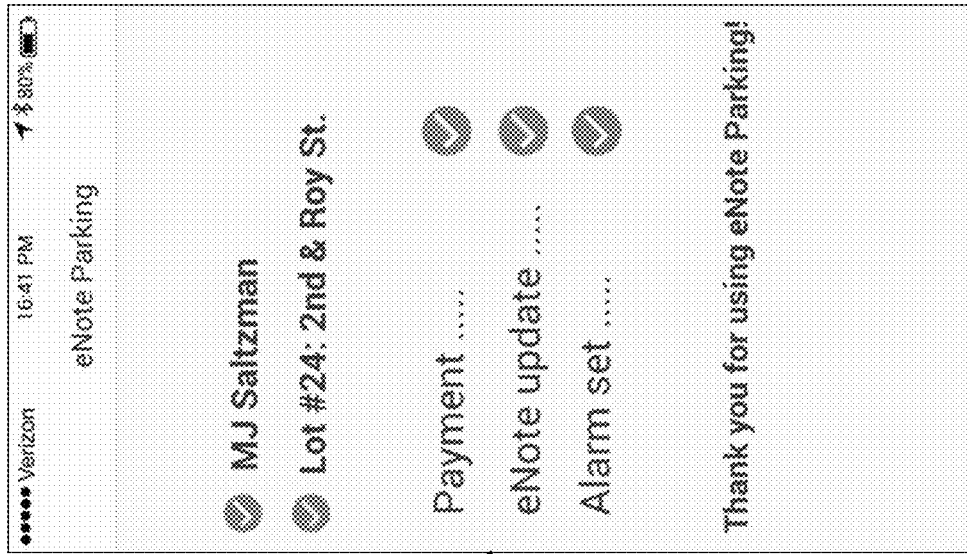 ●●●●● Verizon 16:41 PM 80%
eNote Parking
MJ Saltzman
Lot #24: 2nd & Roy St.
Payment .....
eNote update .....
Alarm set .....
Thank you for using eNote Parking!